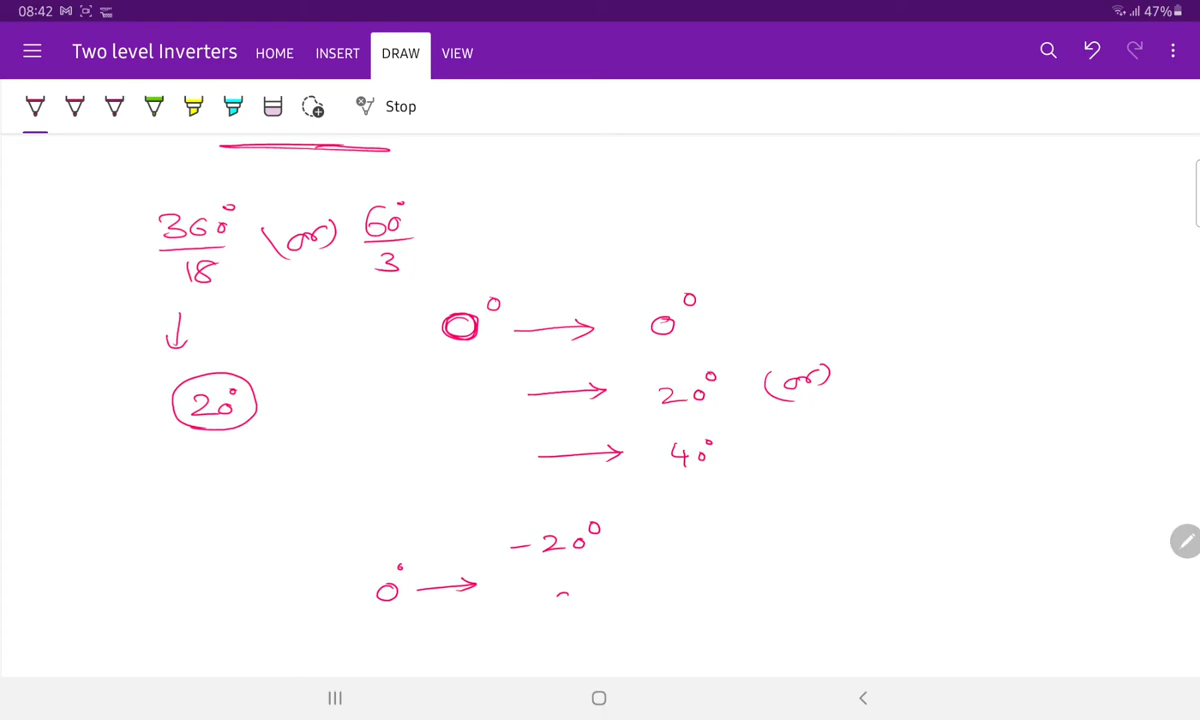 08:42 47%
Two level Inverters HOME INSERT DRAW VIEW
Stop
360° (or) 60°
18 3
0° → 0°
→ 20° (or)
20°
→ 40°
-20°
0° →